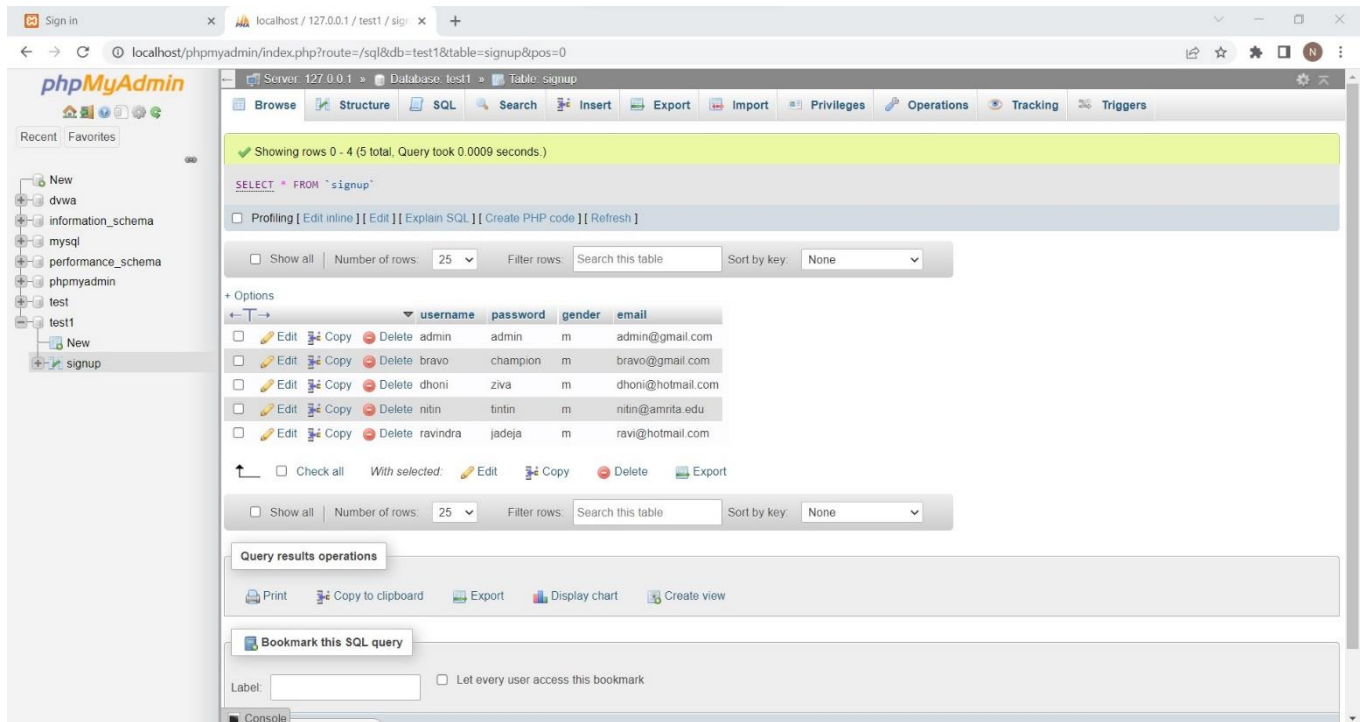 Sign in
localhost / 127.0.0.1 / test1 / sign
localhost/phpmyadmin/index.php?route=/sql&db=test1&table=signup&pos=0
N
phpMyAdmin
Recent Favorites
New
dvwa
information_schema
mysql
performance_schema
phpmyadmin
test
test1
New
signup
Server: 127.0.0.1 » Database: test1 » Table: signup
Browse Structure SQL Search Insert Export Import Privileges Operations Tracking Triggers
Showing rows 0 - 4 (5 total, Query took 0.0009 seconds.)
SELECT * FROM `signup`
Profiling [ Edit inline ] [ Edit ] [ Explain SQL ] [ Create PHP code ] [ Refresh ]
Show all | Number of rows: 25 Filter rows: Search this table Sort by key: None
+ Options
←T→ username password gender email
Edit Copy Delete admin admin m admin@gmail.com
Edit Copy Delete bravo champion m bravo@gmail.com
Edit Copy Delete dhoni ziva m dhoni@hotmail.com
Edit Copy Delete nitin tintin m nitin@amrita.edu
Edit Copy Delete ravindra jadeja m ravi@hotmail.com
Check all With selected: Edit Copy Delete Export
Show all | Number of rows: 25 Filter rows: Search this table Sort by key: None
Query results operations
Print Copy to clipboard Export Display chart Create view
Bookmark this SQL query
Label: Let every user access this bookmark
Console